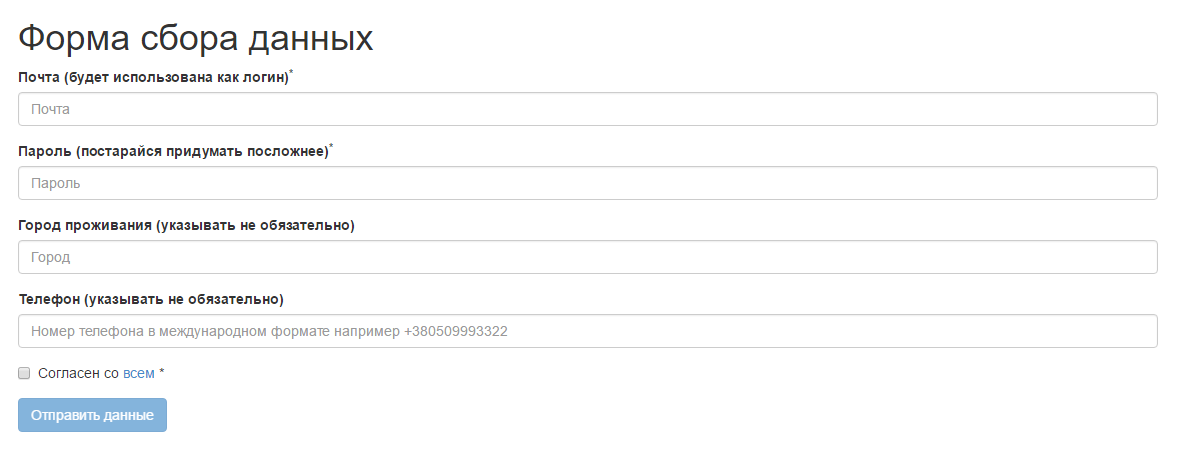 Форма сбора данных
Почта (будет использована как логин)*
Почта
Пароль (постарайся придумать посложнее)*
Пароль
Город проживания (указывать не обязательно)
Город
Телефон (указывать не обязательно)
Номер телефона в международном формате например +380509993322
Согласен со всем *
Отправить данные